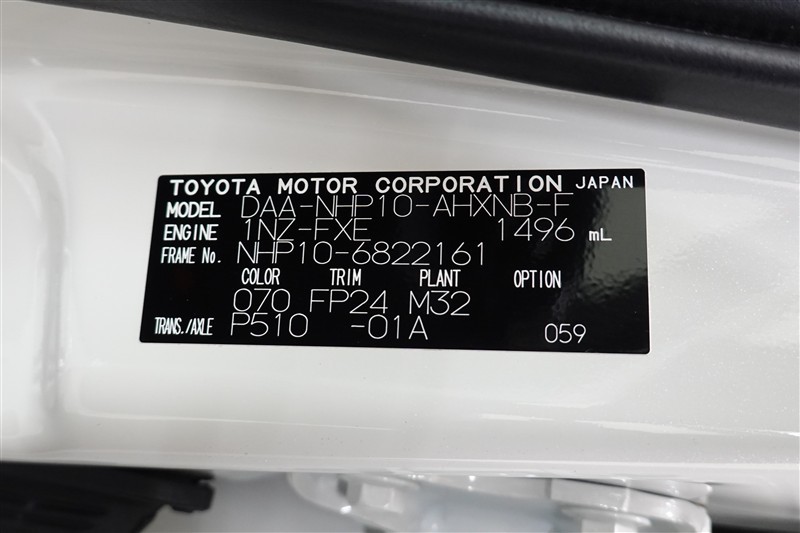 TOYOTA MOTOR CORPORATION JAPAN
MODEL DAA-NHP10-AHXNB-F
ENGINE 1NZ-FXE 1496 mL
FRAME No. NHP10-6822161
COLOR TRIM PLANT OPTION
070 FP24 M32
TRANS./AXLE P510 -01A 059